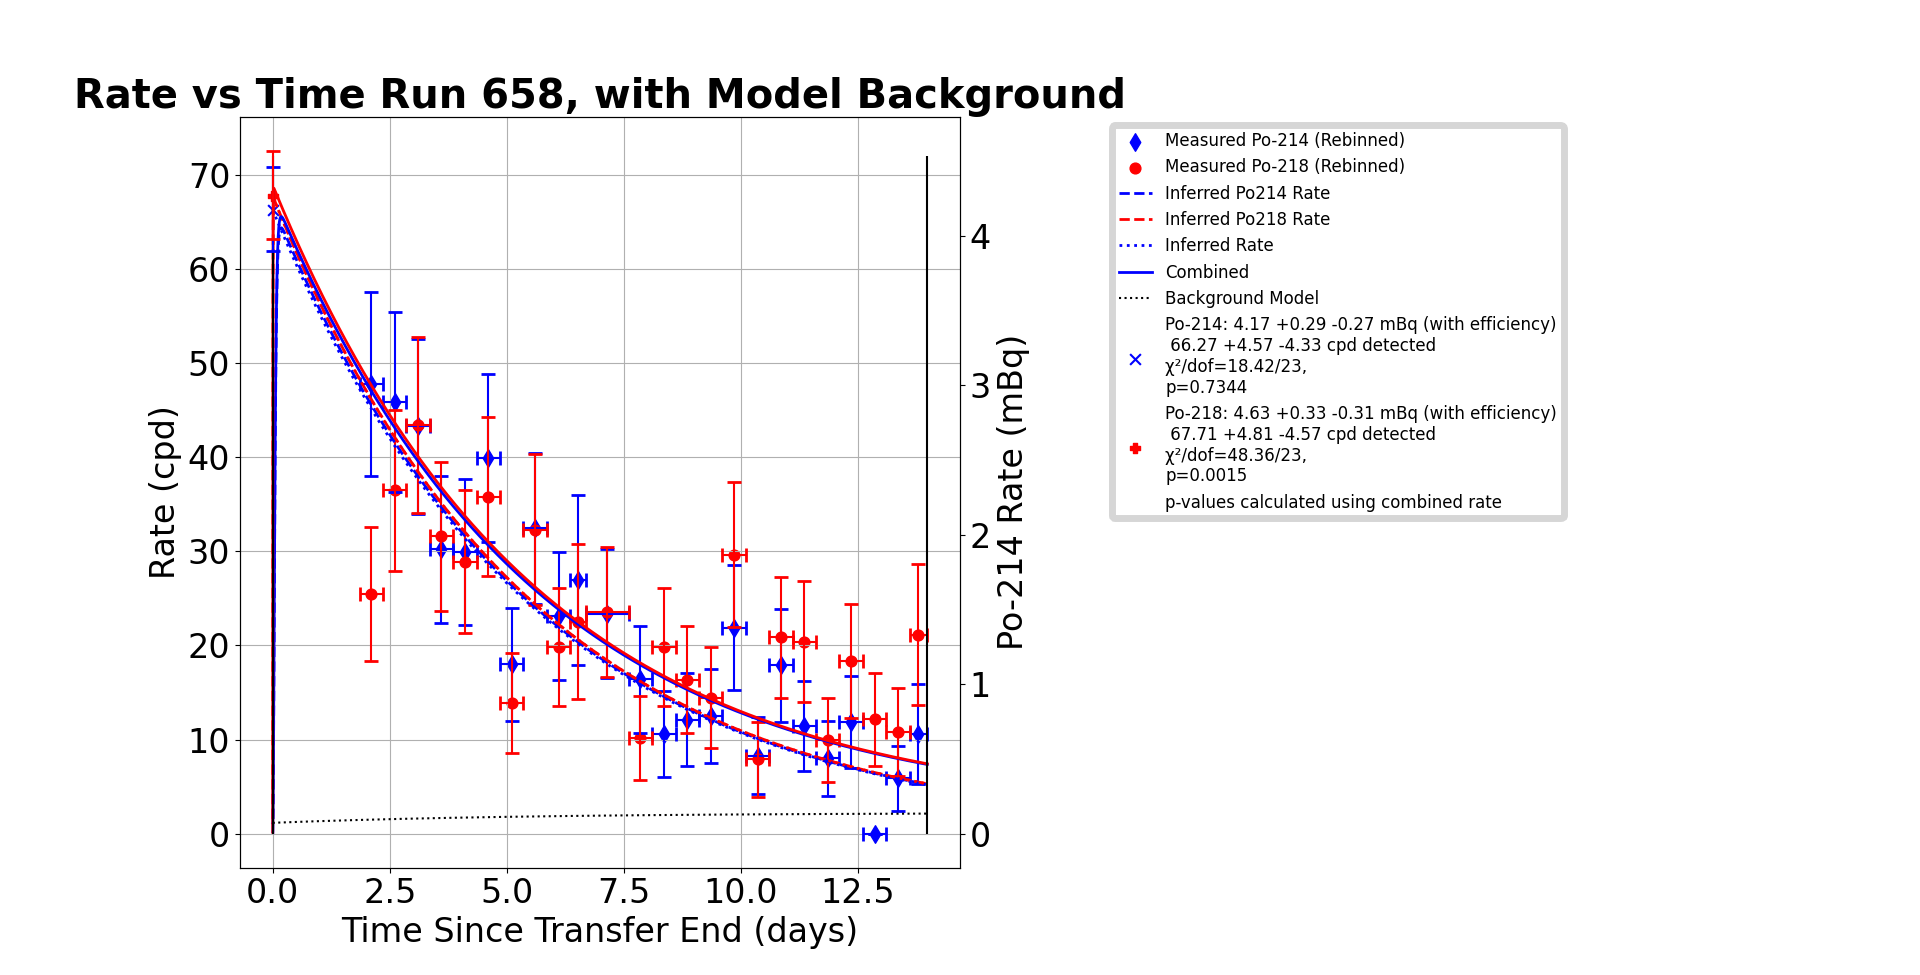 Rate vs Time Run 658, with Model Background
Rate (cpd)
70
60
50
40
30
20
10
0
0.0 2.5 5.0 7.5 10.0 12.5
Time Since Transfer End (days)
4
3
2
1
0
Po-214 Rate (mBq)
Measured Po-214 (Rebinned)
Measured Po-218 (Rebinned)
Inferred Po214 Rate
Inferred Po218 Rate
Inferred Rate
Combined
Background Model
Po-214: 4.17 +0.29 -0.27 mBq (with efficiency)
66.27 +4.57 -4.33 cpd detected
χ²/dof=18.42/23,
p=0.7344
Po-218: 4.63 +0.33 -0.31 mBq (with efficiency)
67.71 +4.81 -4.57 cpd detected
χ²/dof=48.36/23,
p=0.0015
p-values calculated using combined rate